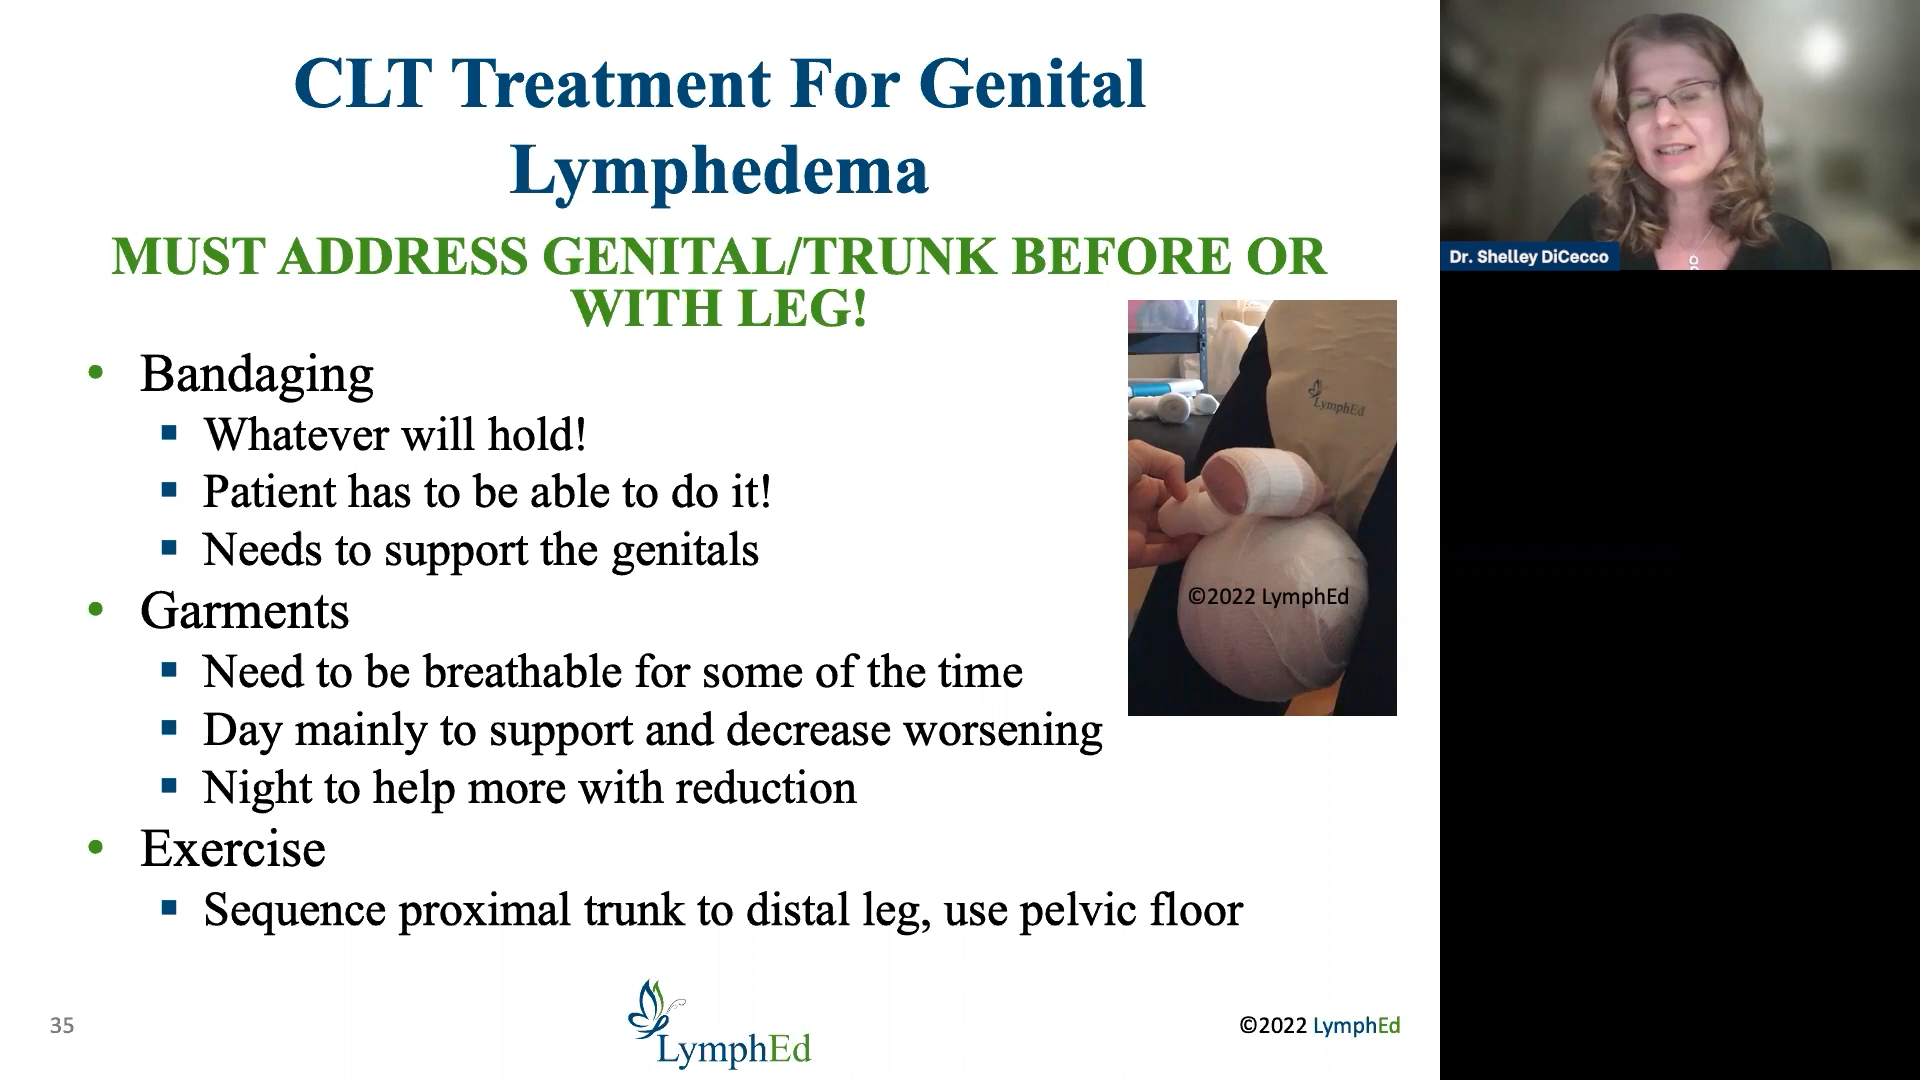 CLT Treatment For Genital
Lymphedema
MUST ADDRESS GENITAL/TRUNK BEFORE OR
WITH LEG!
• Bandaging
▪ Whatever will hold!
▪ Patient has to be able to do it!
▪ Needs to support the genitals
• Garments
▪ Need to be breathable for some of the time
▪ Day mainly to support and decrease worsening
▪ Night to help more with reduction
• Exercise
▪ Sequence proximal trunk to distal leg, use pelvic floor
LymphEd
©2022 LymphEd
35
LymphEd
©2022 LymphEd
Dr. Shelley DiCecco